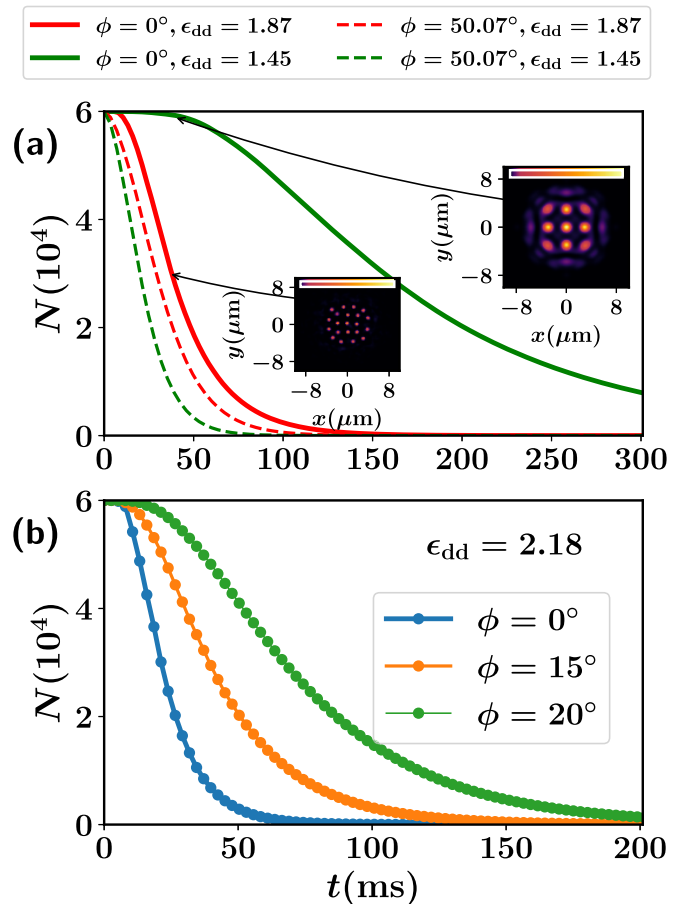 ϕ = 0°, ϵdd = 1.87
ϕ = 50.07°, ϵdd = 1.87
ϕ = 0°, ϵdd = 1.45
ϕ = 50.07°, ϵdd = 1.45
(a)
N(10⁴)
6
4
2
0
0 50 100 150 200 250 300
8
0
−8
y(μm)
−8 0 8
x(μm)
8
0
−8
y(μm)
−8 0 8
x(μm)
(b)
N(10⁴)
6
4
2
0
ϵdd = 2.18
ϕ = 0°
ϕ = 15°
ϕ = 20°
0 50 100 150 200
t(ms)